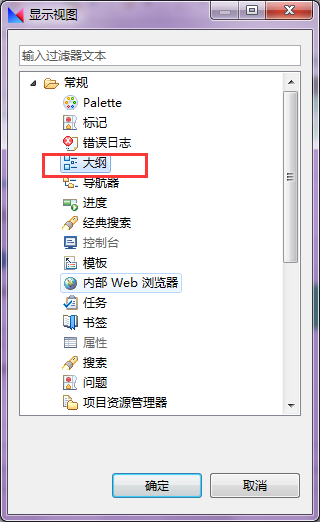 显示视图
输入过滤器文本
常规
Palette
标记
错误日志
大纲
导航器
进度
经典搜索
控制台
模板
内部 Web 浏览器
任务
书签
属性
搜索
问题
项目资源管理器
确定
取消